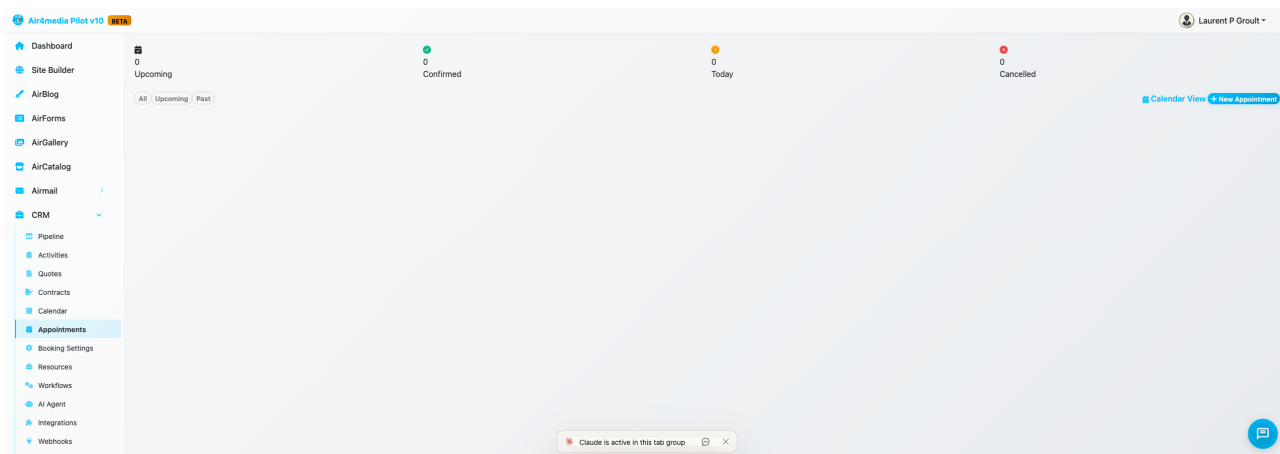 Air4media Pilot v10 BETA
Laurent P Groult
Dashboard
Site Builder
AirBlog
AirForms
AirGallery
AirCatalog
Airmail
CRM
Pipeline
Activities
Quotes
Contracts
Calendar
Appointments
Booking Settings
Resources
Workflows
AI Agent
Integrations
Webhooks
0
Upcoming
0
Confirmed
0
Today
0
Cancelled
All Upcoming Past
Calendar View + New Appointment
Claude is active in this tab group